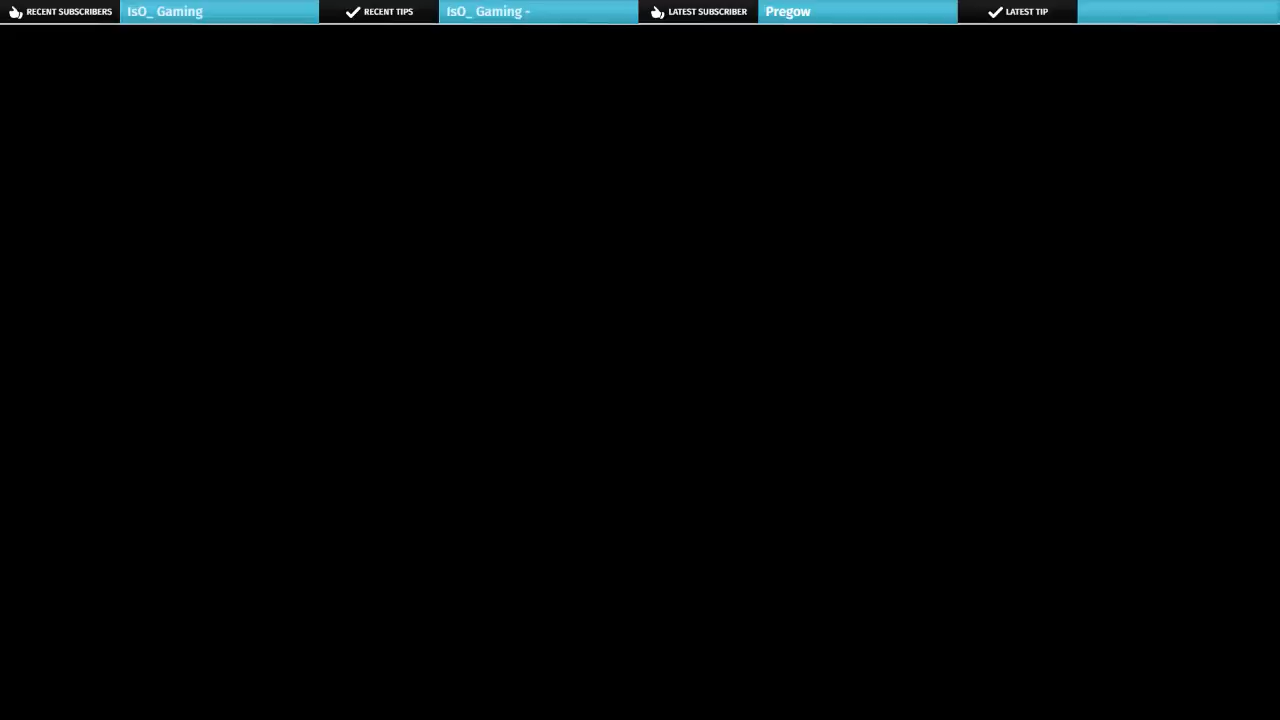 RECENT SUBSCRIBERS IsO_ Gaming RECENT TIPS IsO_ Gaming - LATEST SUBSCRIBER Pregow LATEST TIP